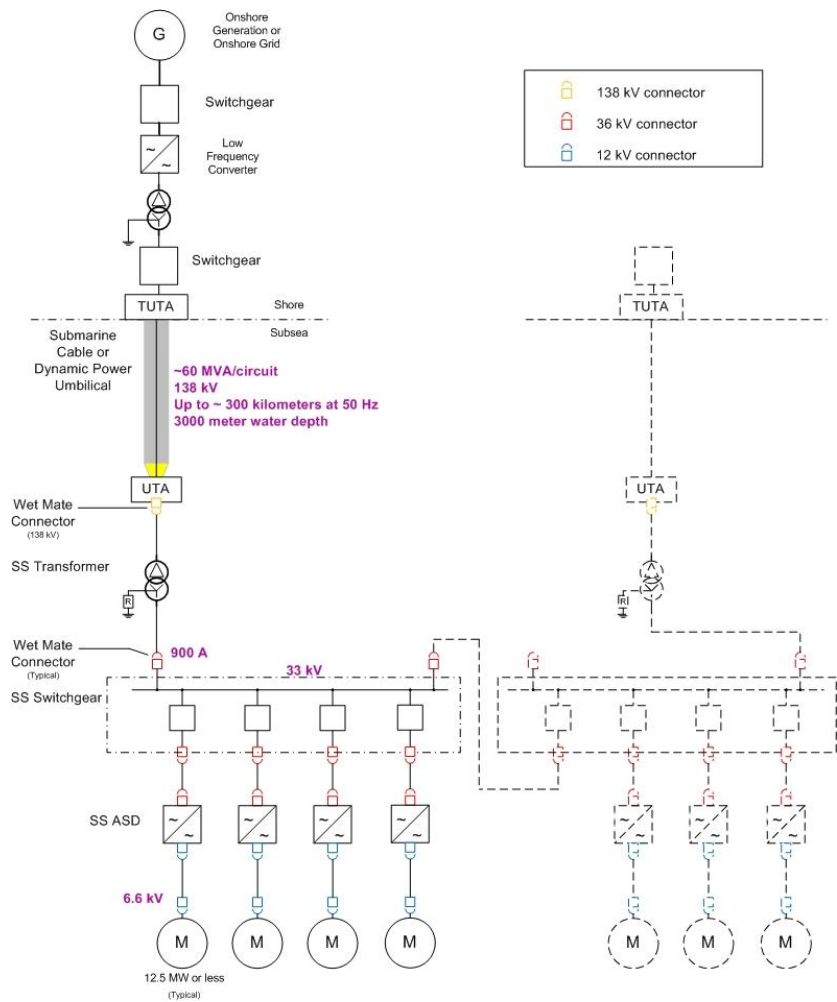 G
Onshore
Generation or
Onshore Grid
Switchgear
~
~
Low
Frequency
Converter
Switchgear
TUTA
Shore
Subsea
Submarine
Cable or
Dynamic Power
Umbilical
~60 MVA/circuit
138 kV
Up to ~ 300 kilometers at 50 Hz
3000 meter water depth
UTA
Wet Mate
Connector
(138 kV)
SS Transformer
R
Wet Mate
Connector
(Typical)
900 A
33 kV
SS Switchgear
SS ASD
~
~
~
~
~
~
~
~
6.6 kV
M
M
M
M
12.5 MW or less
(Typical)
138 kV connector
36 kV connector
12 kV connector
TUTA
UTA
R
~
~
~
~
~
~
M
M
M